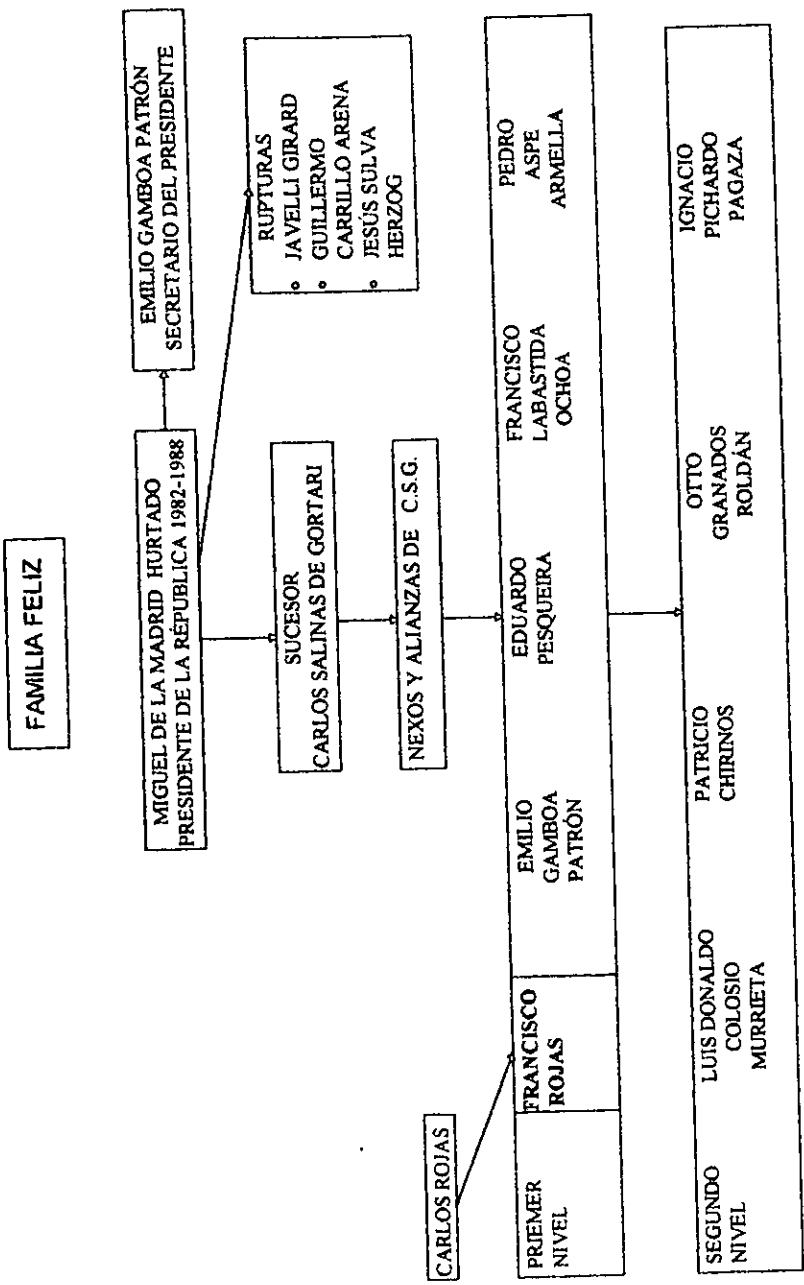 FAMILIA FELIZ
MIGUEL DE LA MADRID HURTADO
PRESIDENTE DE LA RÉPUBLICA 1982-1988
EMILIO GAMBOA PATRÓN
SECRETARIO DEL PRESIDENTE
RUPTURAS
JAVELLI GIRARD
GUILLERMO
CARRILLO ARENA
JESÚS SULVA
HERZOG
SUCESOR
CARLOS SALINAS DE GORTARI
NEXOS Y ALIANZAS DE C.S.G.
CARLOS ROJAS
PRIEMER
NIVEL
FRANCISCO
ROJAS
EMILIO
GAMBOA
PATRÓN
EDUARDO
PESQUEIRA
FRANCISCO
LABASTIDA
OCHOA
PEDRO
ASPE
ARMELLA
SEGUNDO
NIVEL
LUIS DONALDO
COLOSIO
MURRIETA
PATRICIO
CHIRINOS
OTTO
GRANADOS
ROLDÁN
IGNACIO
PICHARDO
PAGAZA